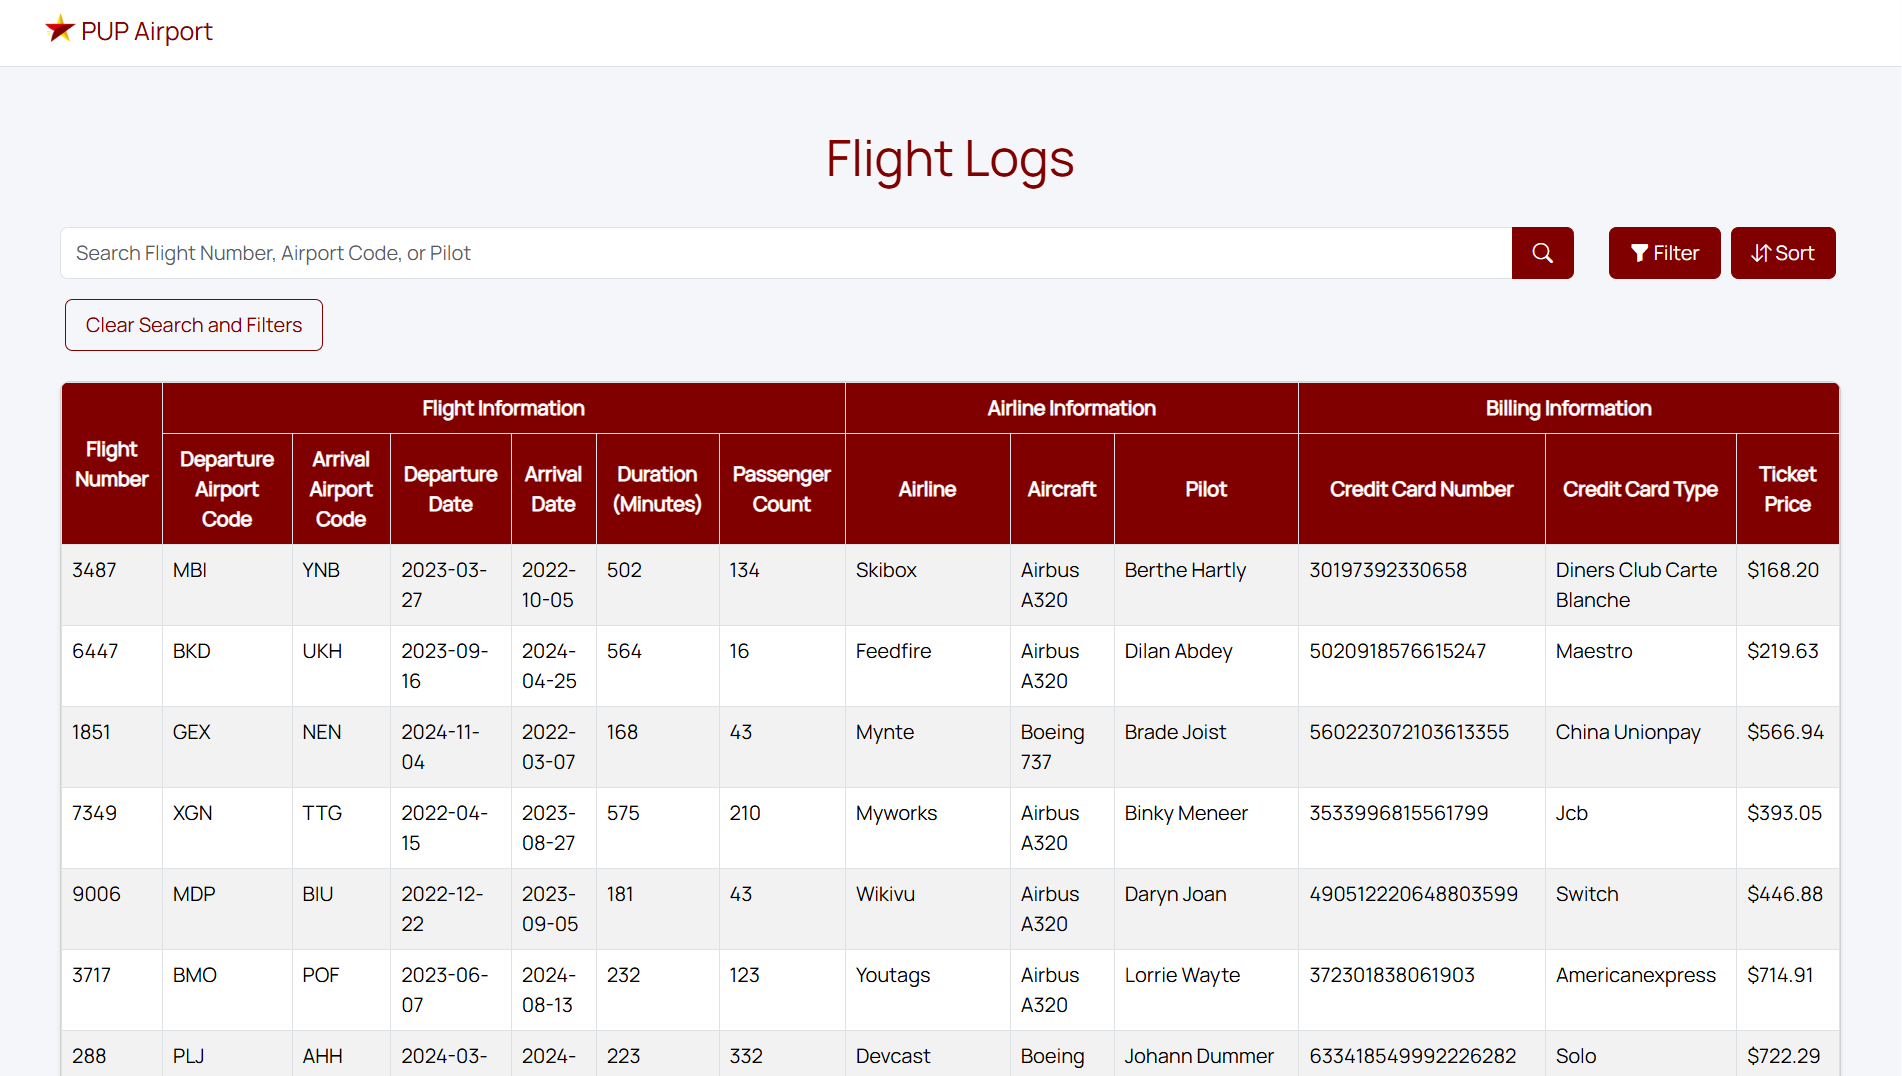 PUP Airport
Flight Logs
Search Flight Number, Airport Code, or Pilot
Filter
Sort
Clear Search and Filters
Flight Number
Flight Information
Airline Information
Billing Information
Departure Airport Code
Arrival Airport Code
Departure Date
Arrival Date
Duration (Minutes)
Passenger Count
Airline
Aircraft
Pilot
Credit Card Number
Credit Card Type
Ticket Price
3487 MBI YNB 2023-03-27 2022-10-05 502 134 Skibox Airbus A320 Berthe Hartly 30197392330658 Diners Club Carte Blanche $168.20
6447 BKD UKH 2023-09-16 2024-04-25 564 16 Feedfire Airbus A320 Dilan Abdey 5020918576615247 Maestro $219.63
1851 GEX NEN 2024-11-04 2022-03-07 168 43 Mynte Boeing 737 Brade Joist 560223072103613355 China Unionpay $566.94
7349 XGN TTG 2022-04-15 2023-08-27 575 210 Myworks Airbus A320 Binky Meneer 3533996815561799 Jcb $393.05
9006 MDP BIU 2022-12-22 2023-09-05 181 43 Wikivu Airbus A320 Daryn Joan 490512220648803599 Switch $446.88
3717 BMO POF 2023-06-07 2024-08-13 232 123 Youtags Airbus A320 Lorrie Wayte 372301838061903 Americanexpress $714.91
288 PLJ AHH 2024-03- 2024- 223 332 Devcast Boeing Johann Dummer 633418549992226282 Solo $722.29